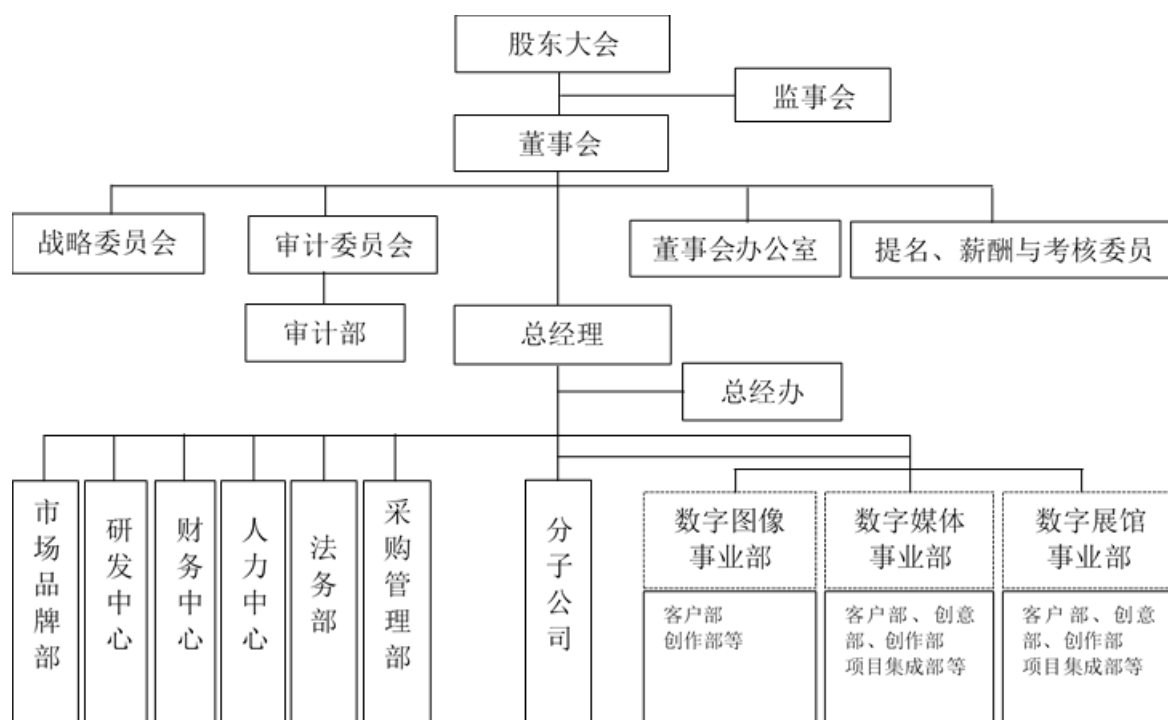 股东大会
监事会
董事会
战略委员会
审计委员会
董事会办公室
提名、薪酬与考核委员
审计部
总经理
总经办
市场品牌部
研发中心
财务中心
人力中心
法务部
采购管理部
分子公司
数字图像
事业部
客户部
创作部等
数字媒体
事业部
客户部、创意
部、创作部
项目集成部等
数字展馆
事业部
客户部、创意
部、创作部
项目集成部等